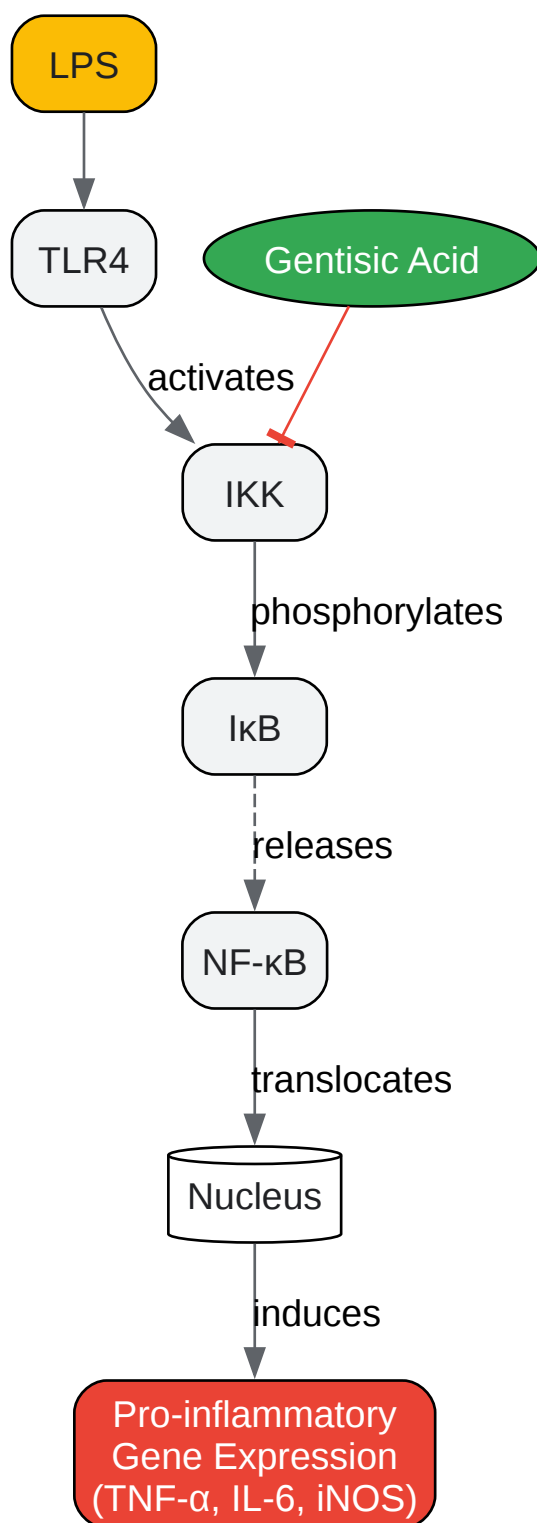 LPS
TLR4
Gentisic Acid
activates
IKK
phosphorylates
IκB
releases
NF-κB
translocates
Nucleus
induces
Pro-inflammatory
Gene Expression
(TNF-α, IL-6, iNOS)